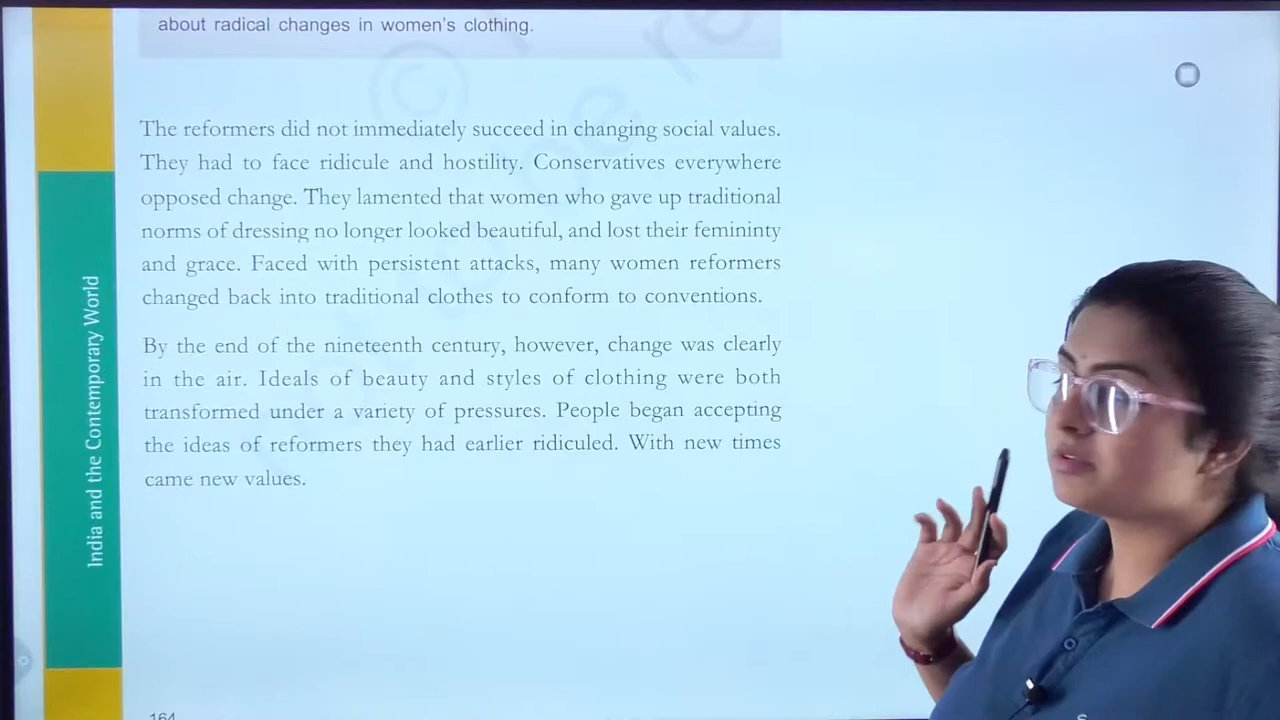 about radical changes in women's clothing.
The reformers did not immediately succeed in changing social values.
They had to face ridicule and hostility. Conservatives everywhere
opposed change. They lamented that women who gave up traditional
norms of dressing no longer looked beautiful, and lost their femininty
and grace. Faced with persistent attacks, many women reformers
changed back into traditional clothes to conform to conventions.
By the end of the nineteenth century, however, change was clearly
in the air. Ideals of beauty and styles of clothing were both
transformed under a variety of pressures. People began accepting
the ideas of reformers they had earlier ridiculed. With new times
came new values.
India and the Contemporary World
164